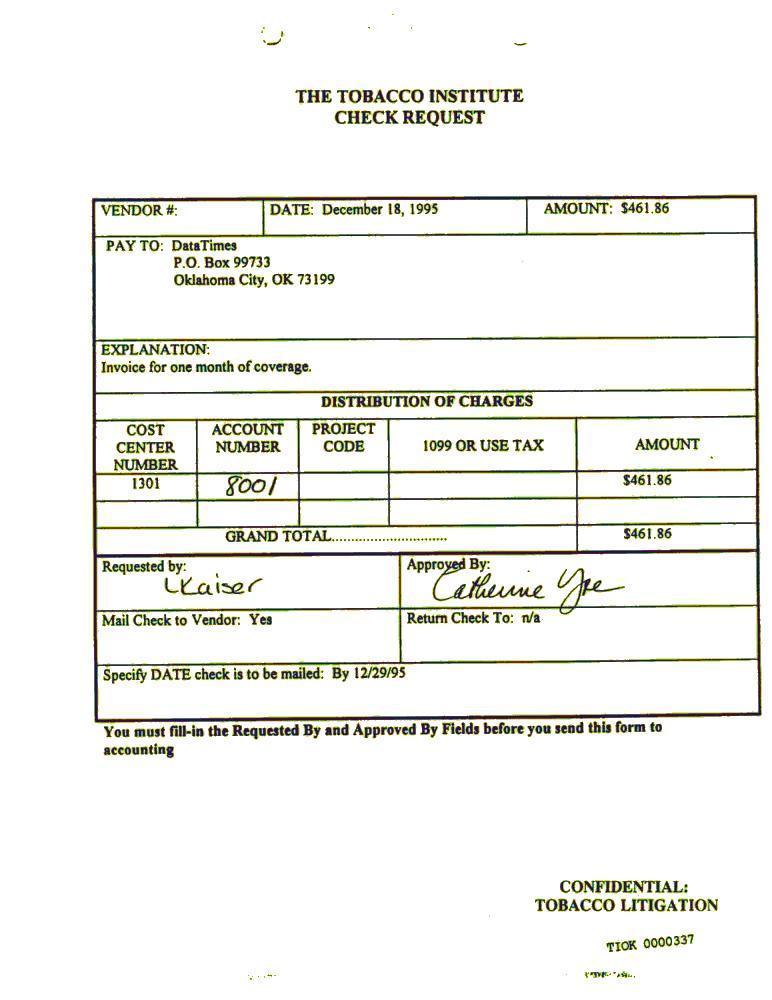 THE TOBACCO INSTITUTE
CHECK REQUEST
VENDOR #: DATE: December 18, 1995 AMOUNT: $461.86
PAY TO: DataTimes
P.O. Box 99733
Oklahoma City, OK 73199
EXPLANATION:
Invoice for one month of coverage.
DISTRIBUTION OF CHARGES
COST CENTER NUMBER ACCOUNT NUMBER PROJECT CODE 1099 OR USE TAX AMOUNT
1301 8001 $461.86
GRAND TOTAL.............................. $461.86
Requested by: Approved By:
LKaiser Catherine
Mail Check to Vendor: Yes Return Check To: n/a
Specify DATE check is to be mailed: By 12/29/95
You must fill-in the Requested By and Approved By Fields before you send this form to
accounting
CONFIDENTIAL:
TOBACCO LITIGATION
TIOK 0000337